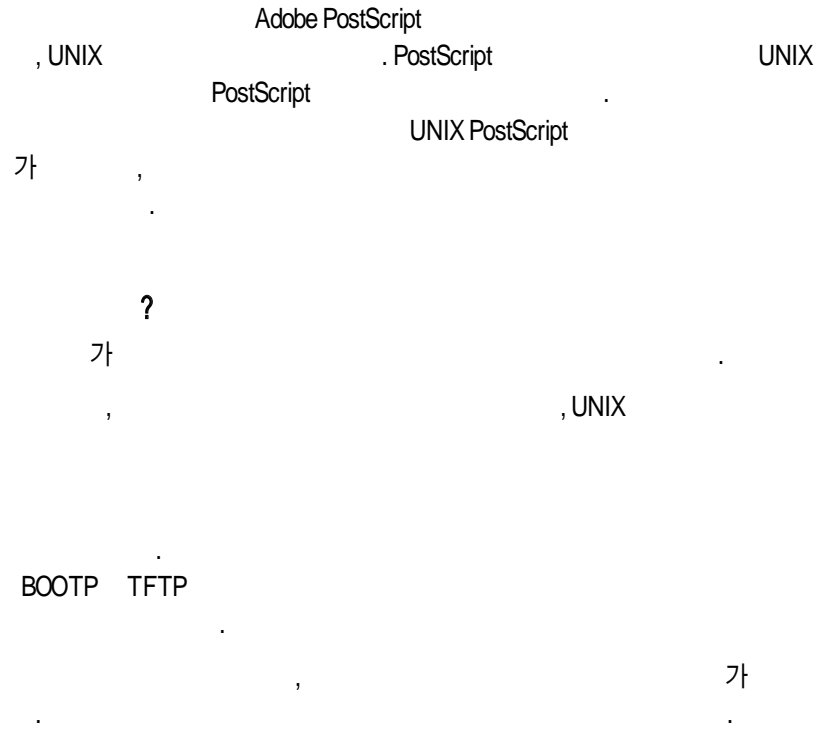 Adobe PostScript
, UNIX . PostScript UNIX
PostScript .
UNIX PostScript
가 ,
.
?
가 .
, , UNIX
.
BOOTP TFTP
.
, 가
. .